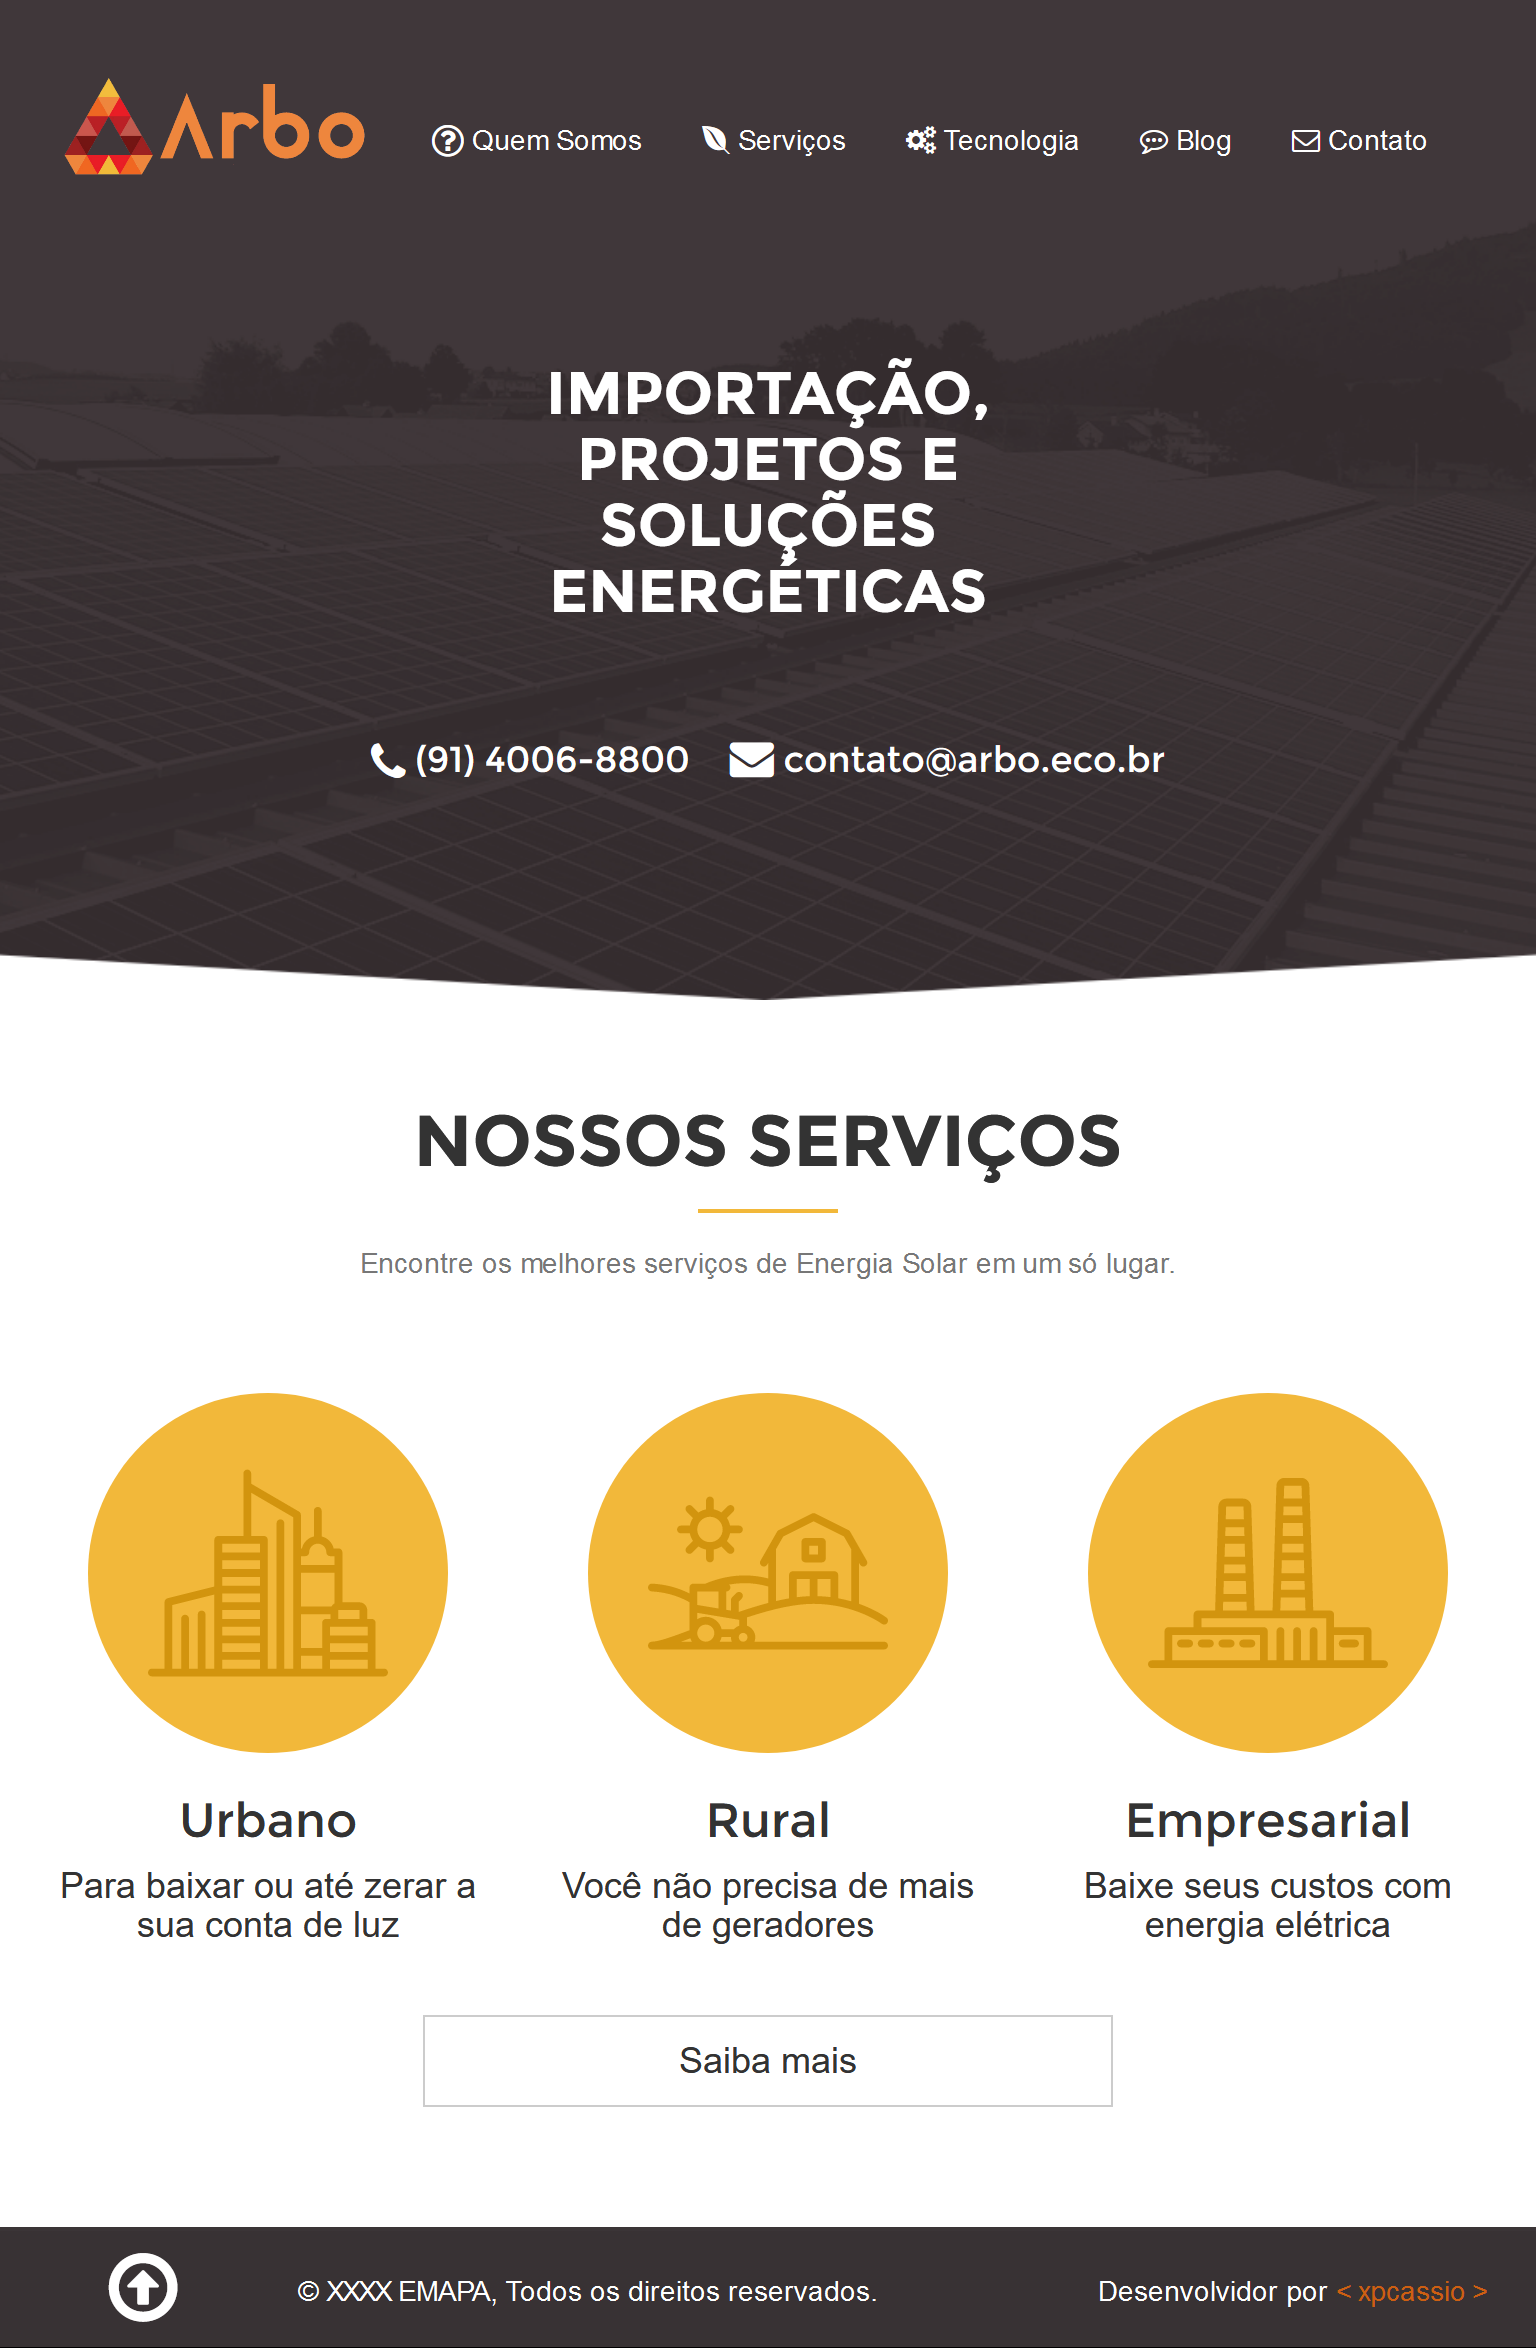 Arbo
Quem Somos
Serviços
Tecnologia
Blog
Contato
IMPORTAÇÃO,
PROJETOS E
SOLUÇÕES
ENERGÉTICAS
(91) 4006-8800
contato@arbo.eco.br
NOSSOS SERVIÇOS
Encontre os melhores serviços de Energia Solar em um só lugar.
Urbano
Para baixar ou até zerar a
sua conta de luz
Rural
Você não precisa de mais
de geradores
Empresarial
Baixe seus custos com
energia elétrica
Saiba mais
© XXXX EMAPA, Todos os direitos reservados.
Desenvolvidor por < xpcassio >